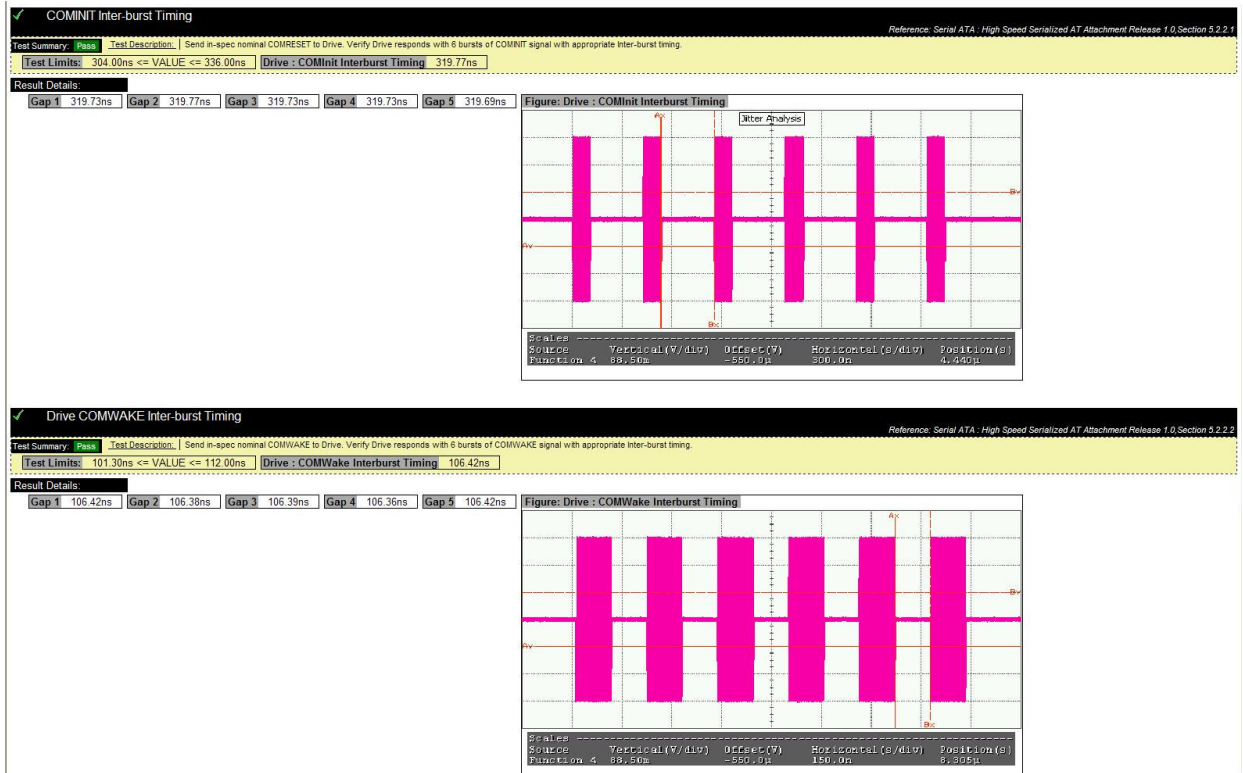 COMINIT Inter-burst Timing
Reference: Serial ATA : High Speed Serialized AT Attachment Release 1.0,Section 5.2.2.1
Test Summary: Pass Test Description: Send in-spec nominal COMRESET to Drive. Verify Drive responds with 6 bursts of COMINIT signal with appropriate Inter-burst timing.
Test Limits: 304.00ns <= VALUE <= 336.00ns Drive : COMInit Interburst Timing 319.77ns
Result Details:
Gap 1 319.73ns Gap 2 319.77ns Gap 3 319.73ns Gap 4 319.73ns Gap 5 319.69ns Figure: Drive : COMInit Interburst Timing
Ax Jitter Analysis
By
Av
Bx
Scales
Source Vertical(V/div) Offset(V) Horizontal(s/div) Position(s)
Function 4 88.50m -550.0µ 300.0n 4.440µ
Drive COMWAKE Inter-burst Timing
Reference: Serial ATA : High Speed Serialized AT Attachment Release 1.0,Section 5.2.2.2
Test Summary: Pass Test Description: Send in-spec nominal COMWAKE to Drive. Verify Drive responds with 6 bursts of COMWAKE signal with appropriate Inter-burst timing.
Test Limits: 101.30ns <= VALUE <= 112.00ns Drive : COMWake Interburst Timing 106.42ns
Result Details:
Gap 1 106.42ns Gap 2 106.38ns Gap 3 106.39ns Gap 4 106.36ns Gap 5 106.42ns Figure: Drive : COMWake Interburst Timing
Ax
By
Av
Bx
Scales
Source Vertical(V/div) Offset(V) Horizontal(s/div) Position(s)
Function 4 88.50m -550.0µ 150.0n 8.305µ